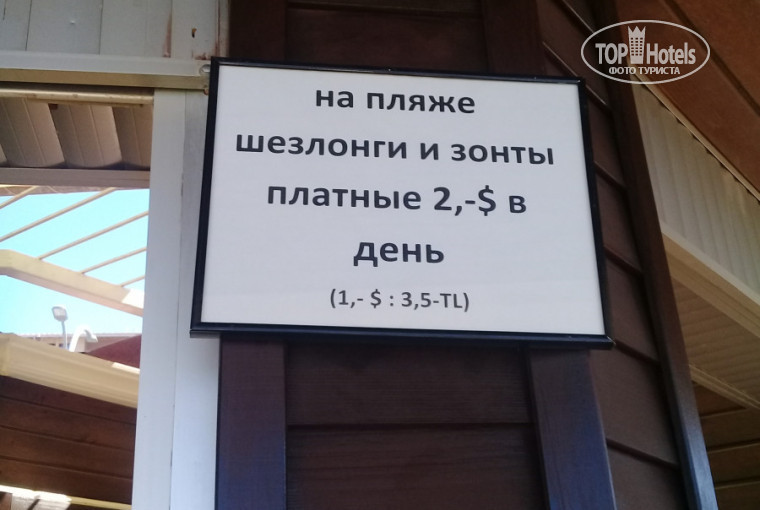 TOP Hotels
ФОТО ТУРИСТА
на пляже
шезлонги и зонты
платные 2,-$ в
день
(1,- $ : 3,5-TL)